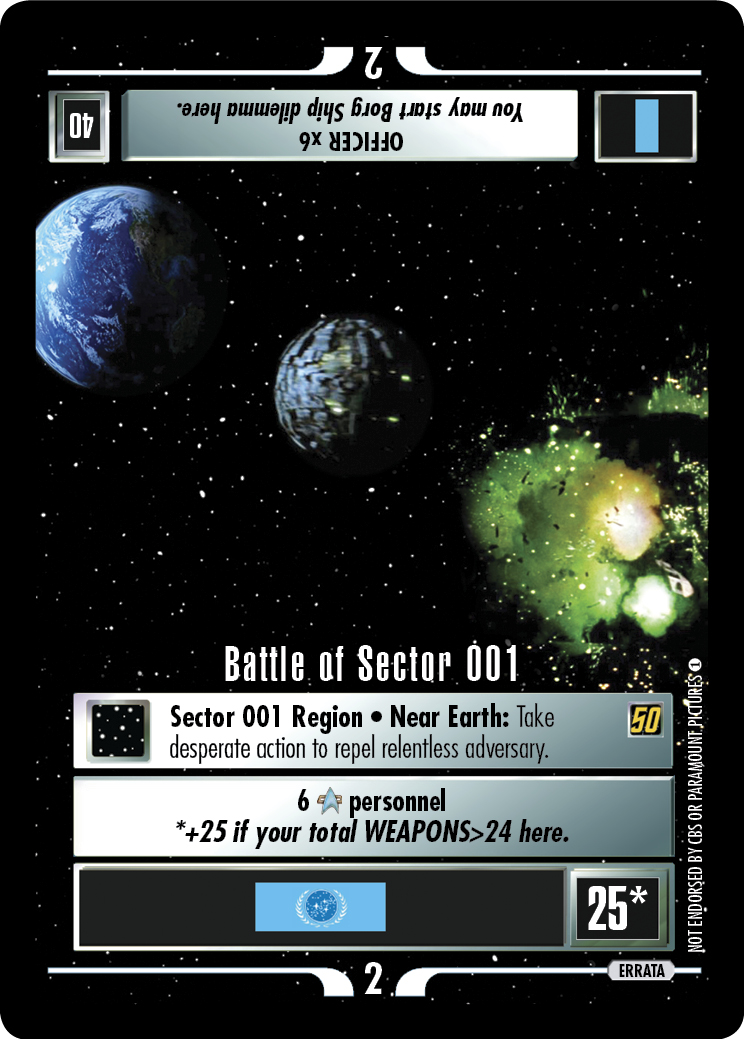 2
OFFICER x6
You may start Borg Ship dilemma here.
40
Battle of Sector 001
Sector 001 Region • Near Earth: Take
desperate action to repel relentless adversary.
50
6 personnel
*+25 if your total WEAPONS>24 here.
25*
2
ERRATA
NOT ENDORSED BY CBS OR PARAMOUNT PICTURES 1